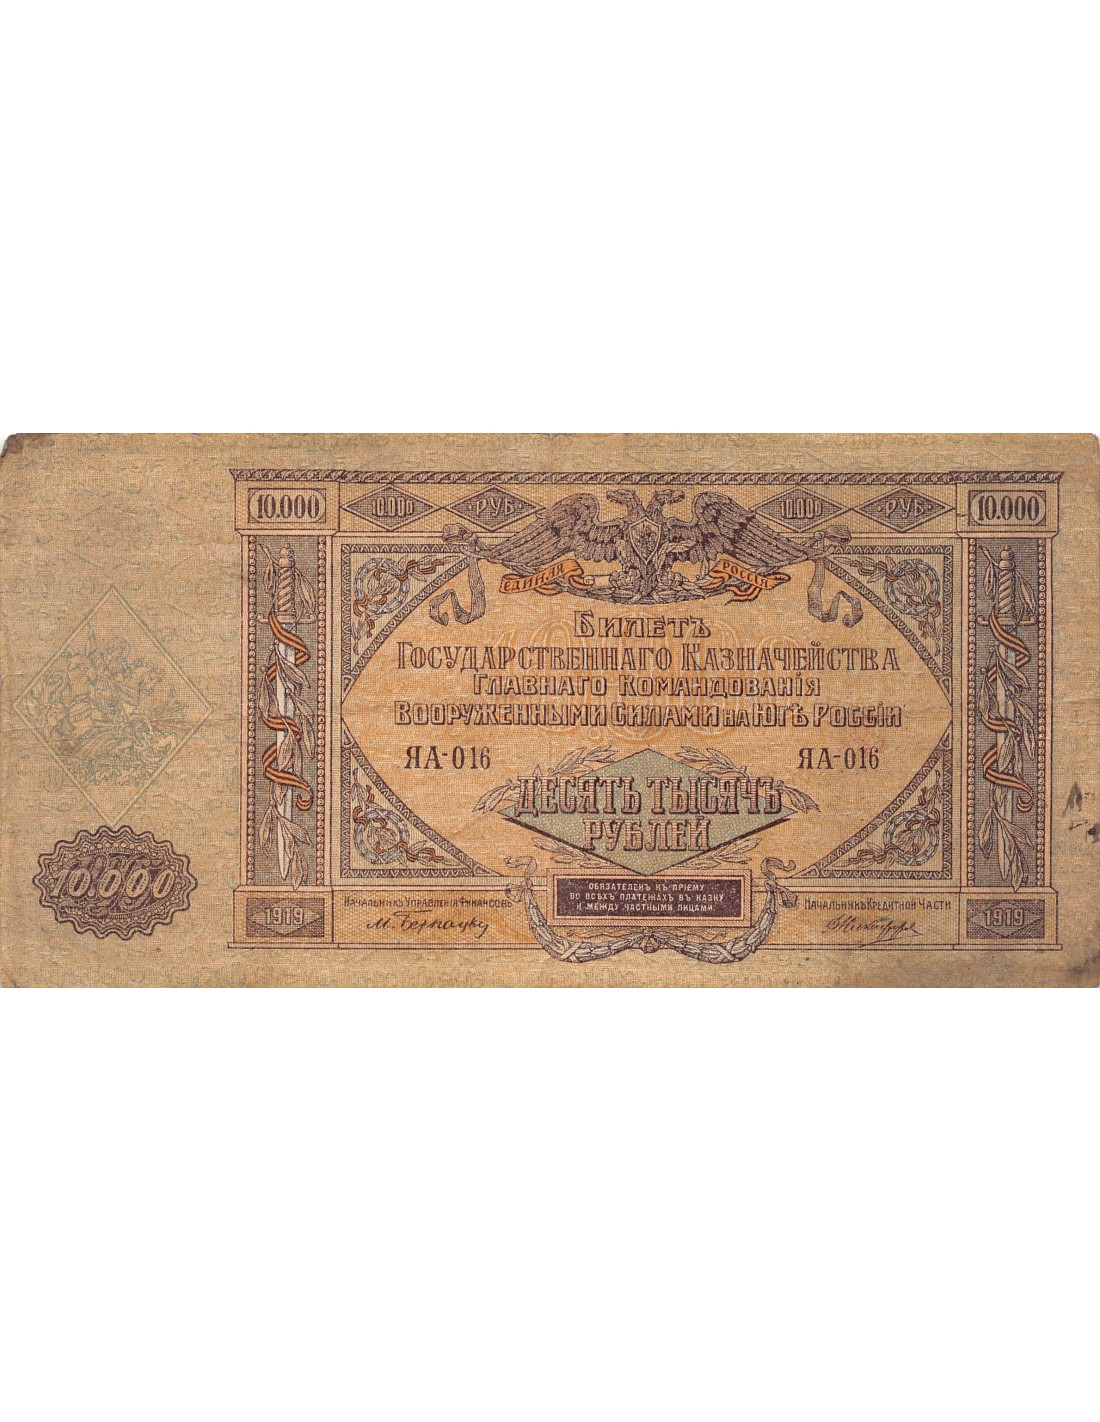 10.000 10.000 РУБ 10.000 РУБ 10.000
ЕДИНАЯ РОССІЯ
БИЛЕТЪ
ГОСУДАРСТВЕННАГО КАЗНАЧЕЙСТВА
ГЛАВНАГО КОМАНДОВАНІЯ
ВООРУЖЕННЫМИ СИЛАМИ НА ЮГѢ РОССІИ
ЯА-016 ЯА-016
ДЕСЯТЬ ТЫСЯЧЪ
РУБЛЕЙ
10.000
ОБЯЗАТЕЛЕНЪ КЪ ПРІЕМУ
ВО ВСѢХЪ ПЛАТЕЖАХЪ ВЪ КАЗНУ
И МЕЖДУ ЧАСТНЫМИ ЛИЦАМИ.
НАЧАЛЬНИКЪ УПРАВЛЕНІЯ ФИНАНСОВЪ НАЧАЛЬНИКЪ КРЕДИТНОЙ ЧАСТИ
1919 М. Бернацкій 1919